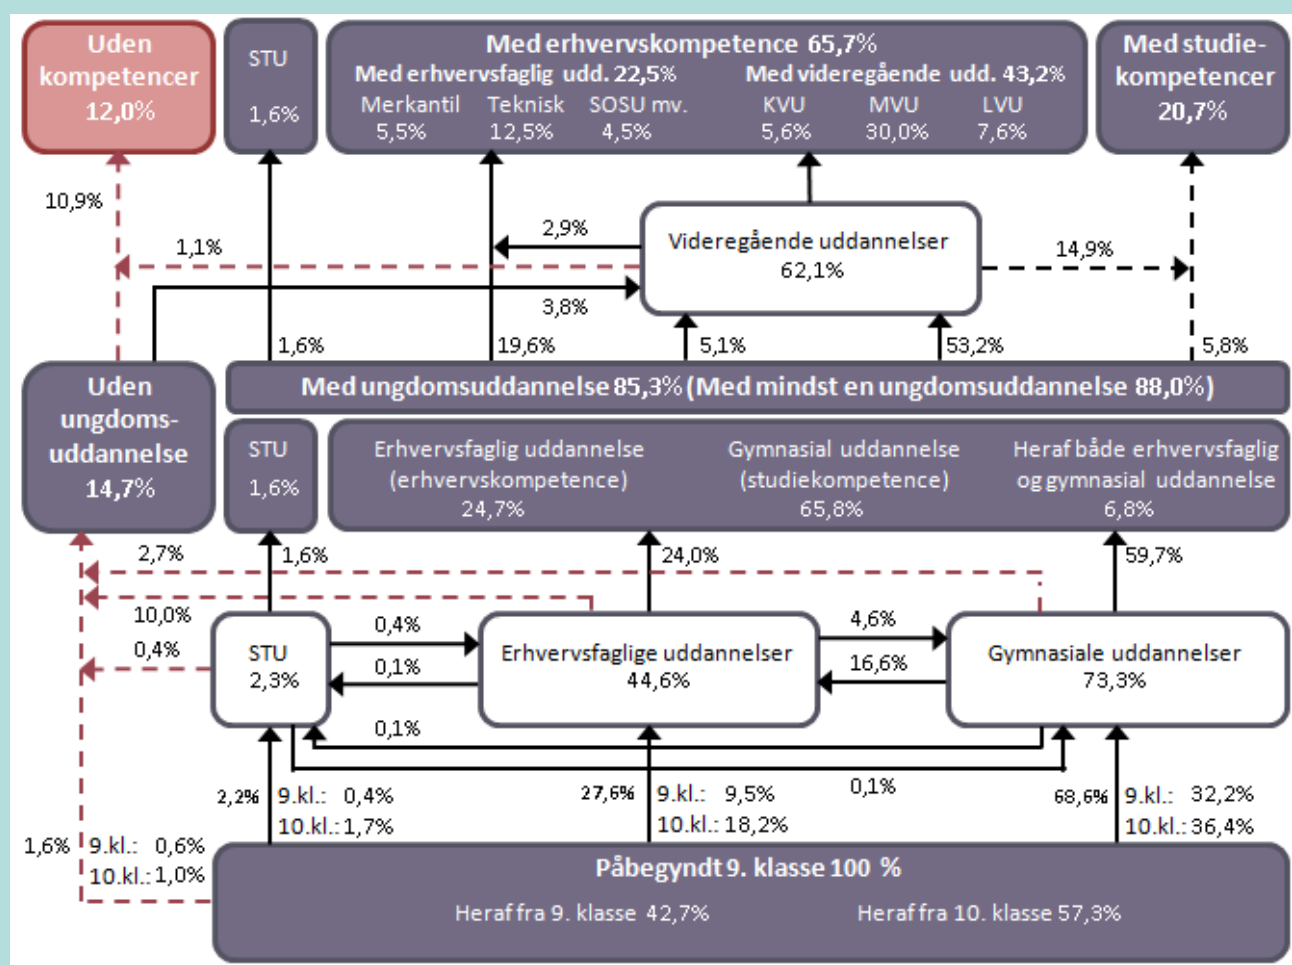 Uden
kompetencer
12,0%
STU
1,6%
Med erhvervskompetence 65,7%
Med erhvervsfaglig udd. 22,5%
Med videregående udd. 43,2%
Merkantil
Teknisk
SOSU mv.
KVU
MVU
LVU
5,5%
12,5%
4,5%
5,6%
30,0%
7,6%
Med studie-
kompetencer
20,7%
10,9%
1,1%
2,9%
3,8%
Videregående uddannelser
62,1%
14,9%
1,6%
19,6%
5,1%
53,2%
5,8%
Uden
ungdoms-
uddannelse
14,7%
Med ungdomsuddannelse 85,3% (Med mindst en ungdomsuddannelse 88,0%)
STU
1,6%
Erhvervsfaglig uddannelse
(erhvervskompetence)
24,7%
Gymnasial uddannelse
(studiekompetence)
65,8%
Heraf både erhvervsfaglig
og gymnasial uddannelse
6,8%
2,7%
1,6%
24,0%
59,7%
10,0%
0,4%
STU
2,3%
0,4%
0,1%
Erhvervsfaglige uddannelser
44,6%
4,6%
16,6%
Gymnasiale uddannelser
73,3%
0,1%
0,1%
2,2%
9.kl.: 0,4%
10.kl.: 1,7%
27,6%
9.kl.: 9,5%
10.kl.: 18,2%
68,6%
9.kl.: 32,2%
10.kl.: 36,4%
1,6%
9.kl.: 0,6%
10.kl.: 1,0%
Påbegyndt 9. klasse 100 %
Heraf fra 9. klasse 42,7%
Heraf fra 10. klasse 57,3%